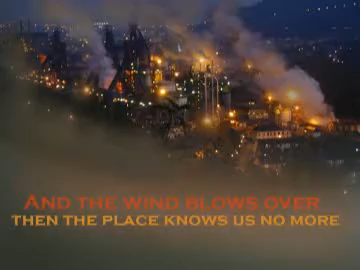 AND THE WIND BLOWS OVER
THEN THE PLACE KNOWS US NO MORE